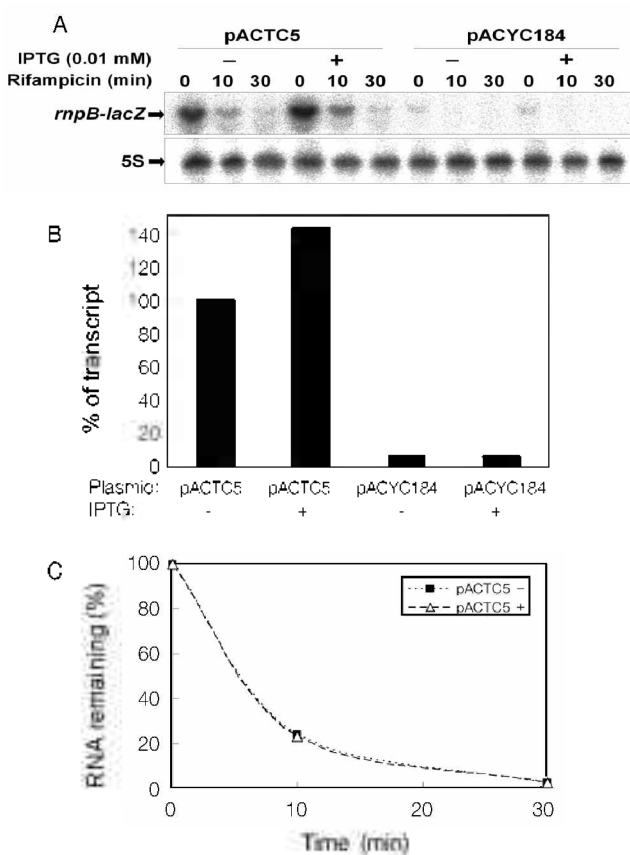 A
pACTC5 pACYC184
IPTG (0.01 mM) – + – +
Rifampicin (min) 0 10 30 0 10 30 0 10 30 0 10 30
rnpB-lacZ
5S
B
% of transcript
140
100
80
60
40
20
0
Plasmid: pACTC5 pACTC5 pACYC184 pACYC184
IPTG: - + - +
C
RNA remaining (%)
100
80
60
40
20
0
pACTC5 –
pACTC5 +
0 10 20 30
Time (min)